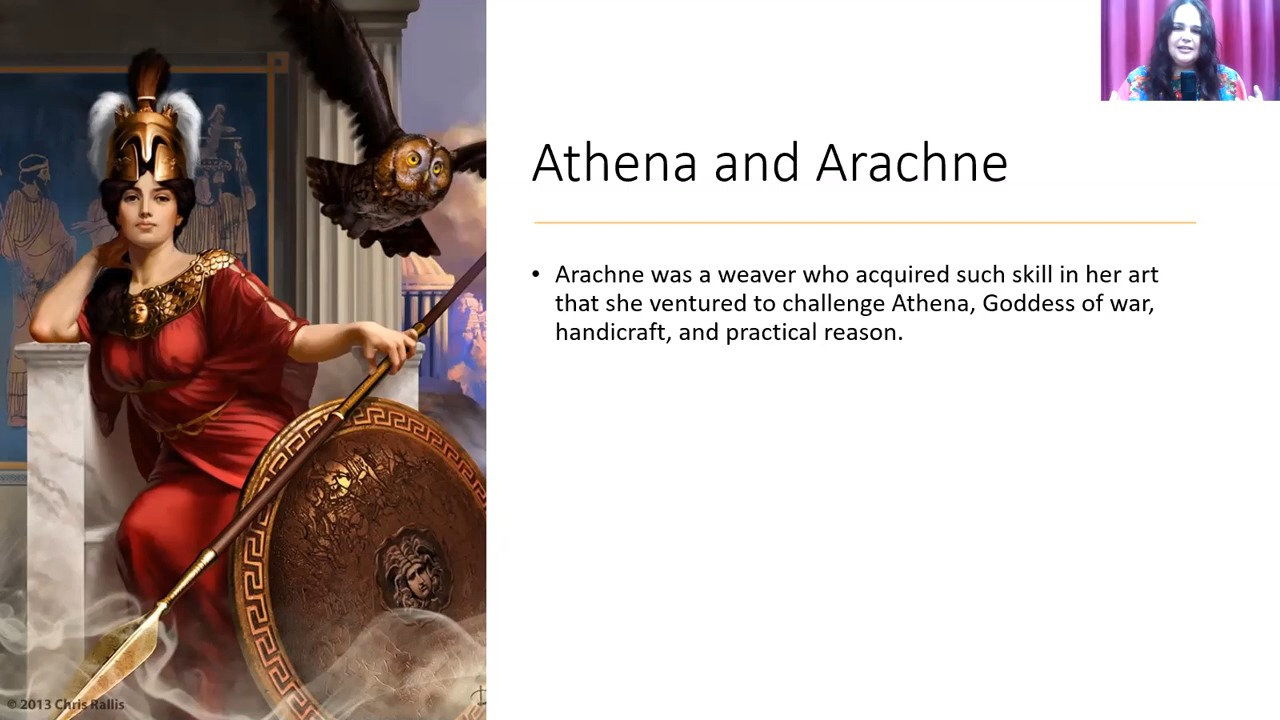 Athena and Arachne
• Arachne was a weaver who acquired such skill in her art
that she ventured to challenge Athena, Goddess of war,
handicraft, and practical reason.
© 2013 Chris Rallis